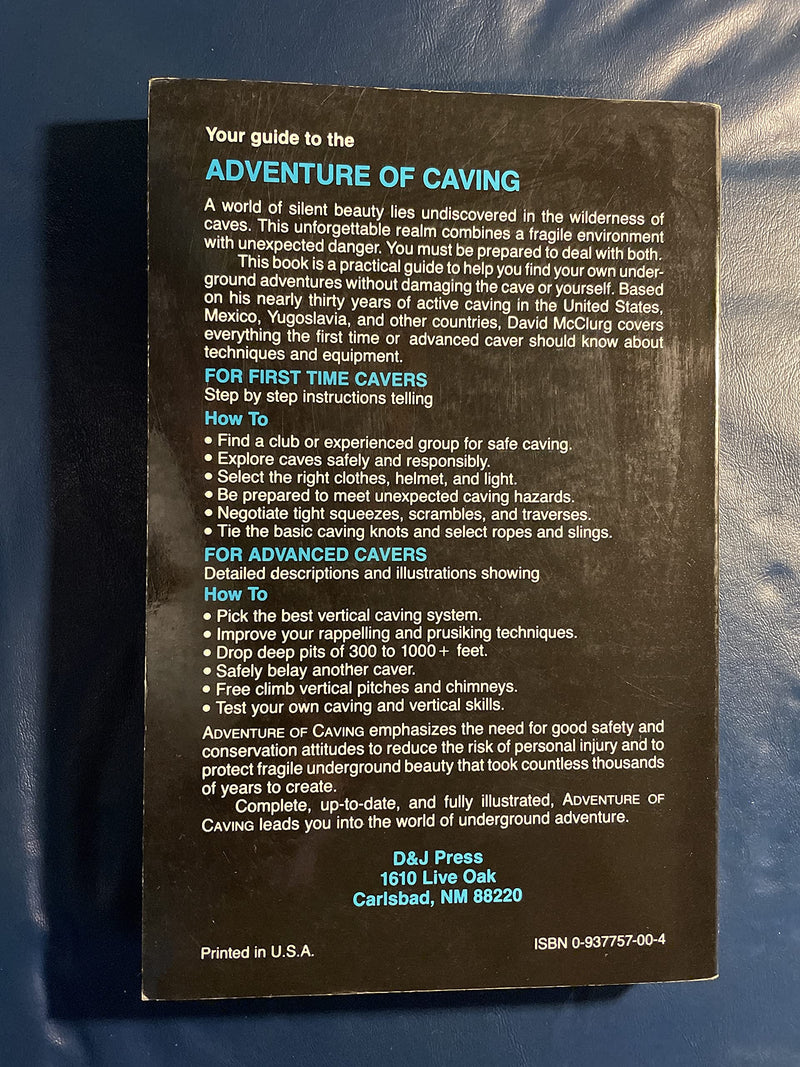 Your guide to the
ADVENTURE OF CAVING
A world of silent beauty lies undiscovered in the wilderness of
caves. This unforgettable realm combines a fragile environment
with unexpected danger. You must be prepared to deal with both.
This book is a practical guide to help you find your own under-
ground adventures without damaging the cave or yourself. Based
on his nearly thirty years of active caving in the United States,
Mexico, Yugoslavia, and other countries, David McClurg covers
everything the first time or advanced caver should know about
techniques and equipment.
FOR FIRST TIME CAVERS
Step by step instructions telling
How To
• Find a club or experienced group for safe caving.
• Explore caves safely and responsibly.
• Select the right clothes, helmet, and light.
• Be prepared to meet unexpected caving hazards.
• Negotiate tight squeezes, scrambles, and traverses.
• Tie the basic caving knots and select ropes and slings.
FOR ADVANCED CAVERS
Detailed descriptions and illustrations showing
How To
• Pick the best vertical caving system.
• Improve your rappelling and prusiking techniques.
• Drop deep pits of 300 to 1000+ feet.
• Safely belay another caver.
• Free climb vertical pitches and chimneys.
• Test your own caving and vertical skills.
ADVENTURE OF CAVING emphasizes the need for good safety and
conservation attitudes to reduce the risk of personal injury and to
protect fragile underground beauty that took countless thousands
of years to create.
Complete, up-to-date, and fully illustrated, ADVENTURE OF
CAVING leads you into the world of underground adventure.
D&J Press
1610 Live Oak
Carlsbad, NM 88220
Printed in U.S.A.
ISBN 0-937757-00-4